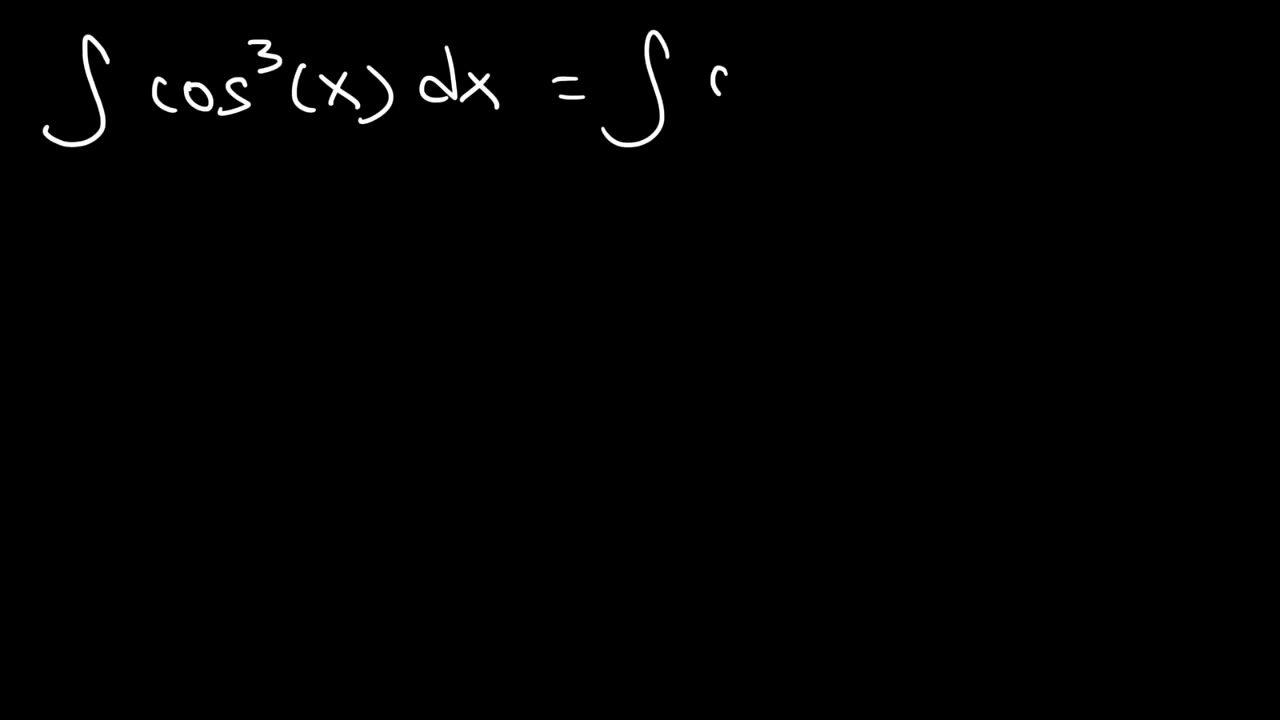 ∫ cos³(x) dx = ∫ c